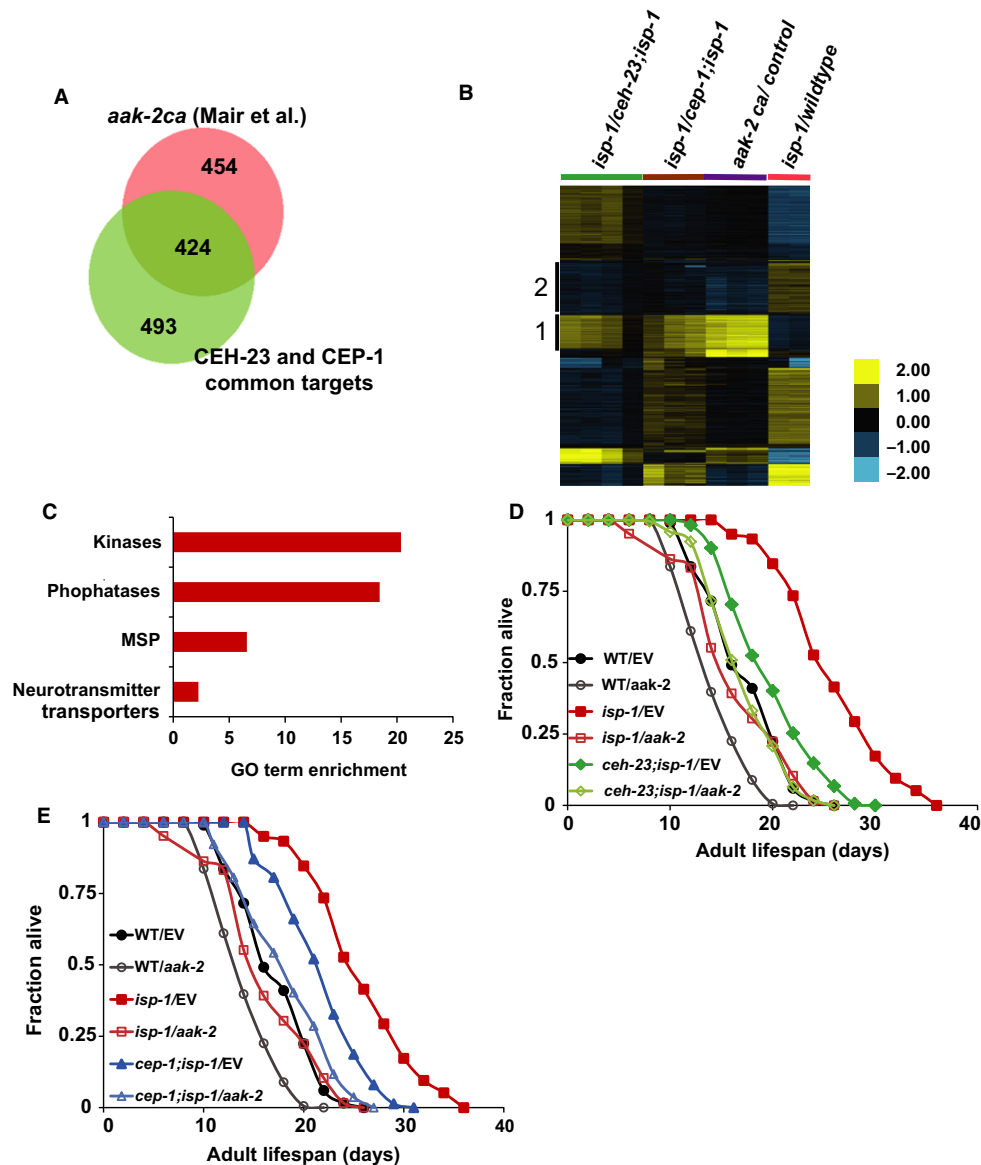 A
aak-2ca (Mair et al.)
454
424
493
CEH-23 and CEP-1
common targets
B
isp-1/ceh-23;isp-1
isp-1/cep-1;isp-1
aak-2 ca/ control
isp-1/wildtype
2
1
2.00
1.00
0.00
–1.00
–2.00
C
Kinases
Phophatases
MSP
Neurotransmitter
transporters
0 5 10 15 20 25
GO term enrichment
D
Fraction alive
1
0.75
0.5
0.25
0
WT/EV
WT/aak-2
isp-1/EV
isp-1/aak-2
ceh-23;isp-1/EV
ceh-23;isp-1/aak-2
0 10 20 30 40
Adult lifespan (days)
E
Fraction alive
1
0.75
0.5
0.25
0
WT/EV
WT/aak-2
isp-1/EV
isp-1/aak-2
cep-1;isp-1/EV
cep-1;isp-1/aak-2
0 10 20 30 40
Adult lifespan (days)